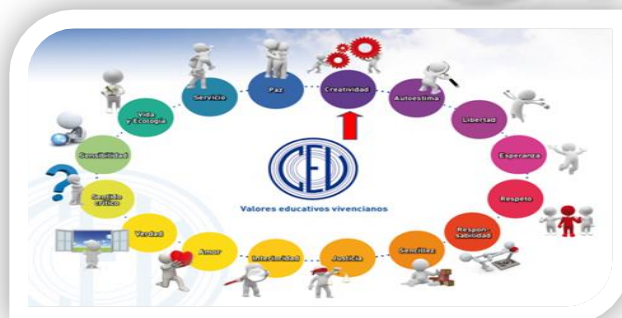 Servicio
Paz
Creatividad
Autoestima
Libertad
Esperanza
Respeto
Respon-
sabilidad
Sencillez
Justicia
Interioridad
Amor
Verdad
Sentido
crítico
Sensibilidad
Vida
y Ecología
CEV
Valores educativos vivencianos